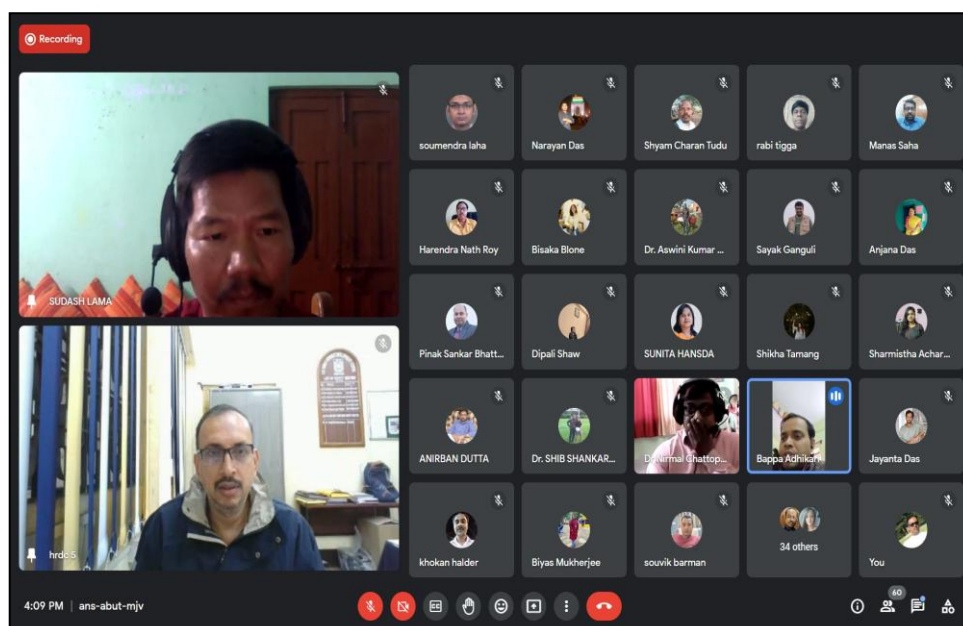 Recording
SUDASH LAMA
hrdc 5
soumendra laha
Narayan Das
Shyam Charan Tudu
rabi tigga
Manas Saha
Harendra Nath Roy
Bisaka Blone
Dr. Aswini Kumar ...
Sayak Ganguli
Anjana Das
Pinak Sankar Bhatt...
Dipali Shaw
SUNITA HANSDA
Shikha Tamang
Sharmistha Achar...
ANIRBAN DUTTA
Dr. SHIB SHANKAR...
Dr Nirmal Chattop...
Bappa Adhikari
Jayanta Das
khokan halder
Biyas Mukherjee
souvik barman
34 others
You
4:09 PM | ans-abut-mjv
60